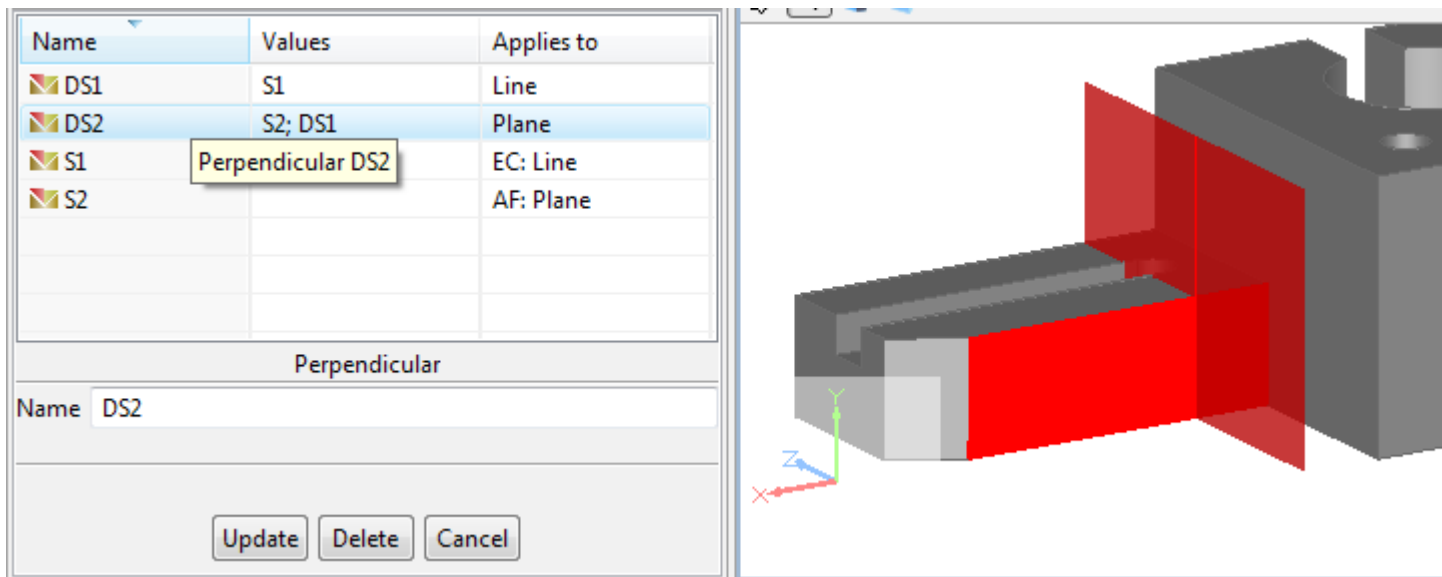 Name Values Applies to
DS1 S1 Line
DS2 S2; DS1 Plane
Perpendicular DS2
S1 EC: Line
S2 AF: Plane
Perpendicular
Name DS2
Update Delete Cancel
Y
Z
X